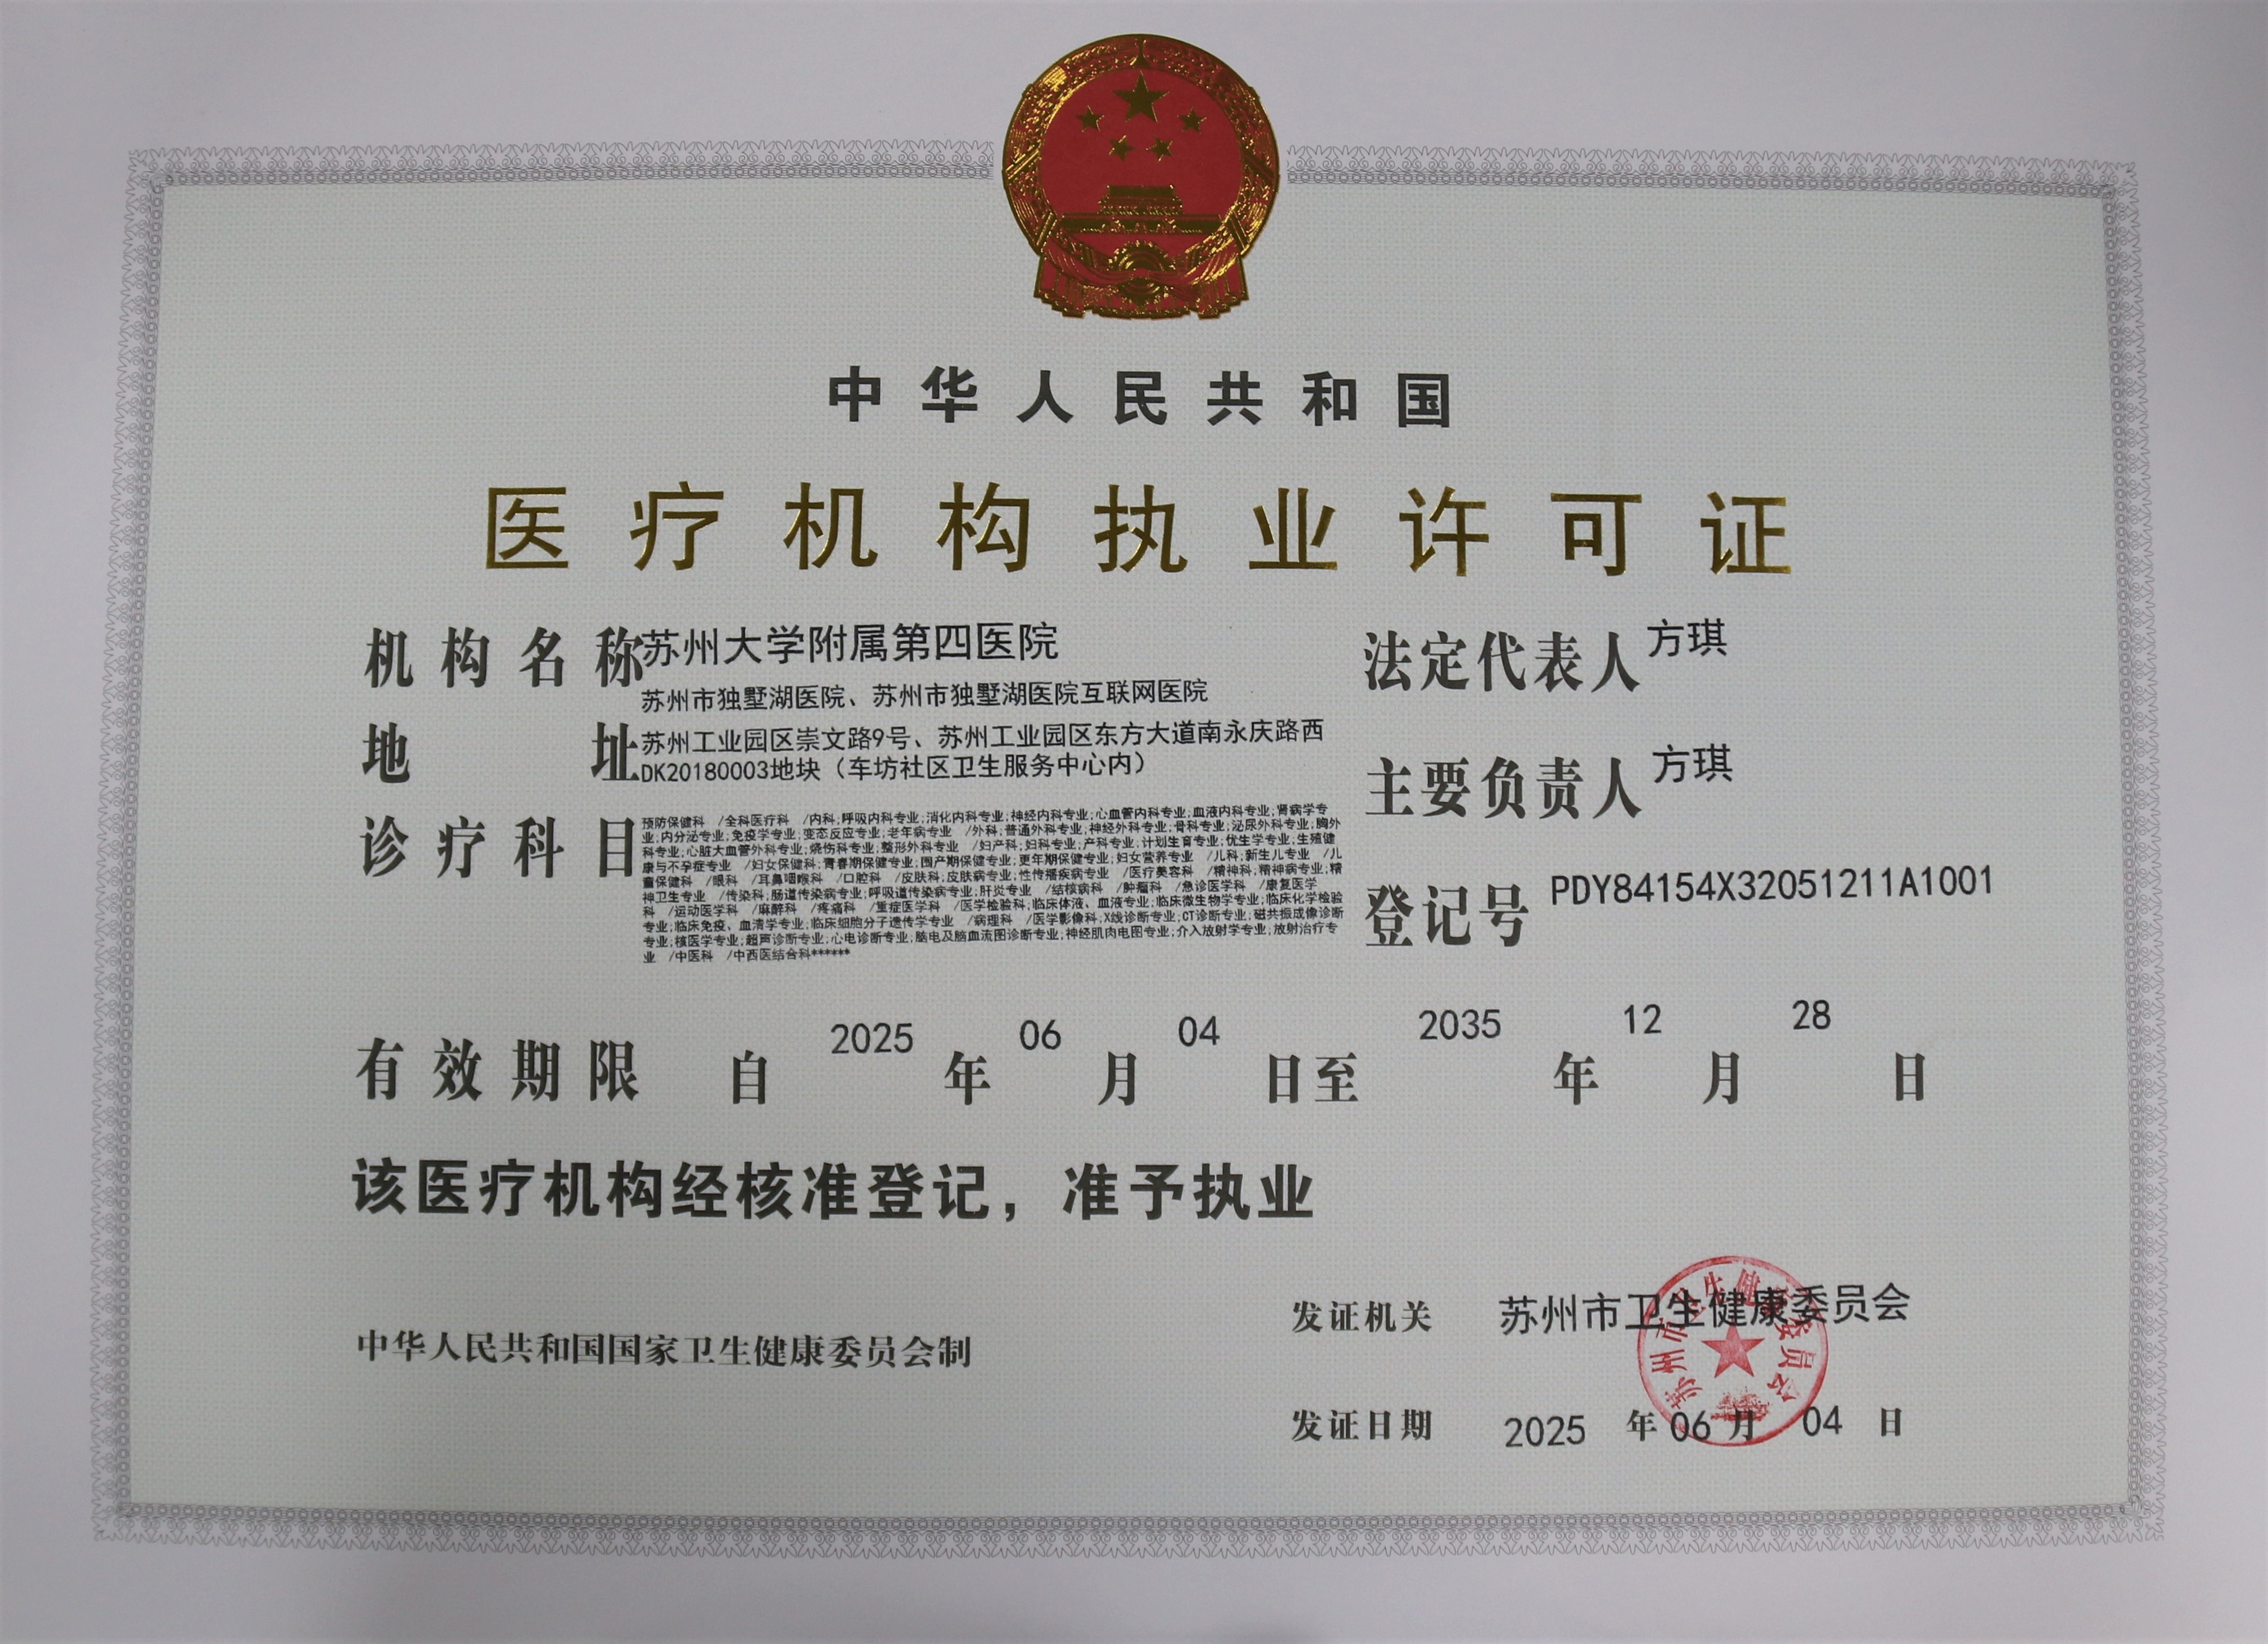 中华人民共和国
医疗机构执业许可证
机构名称 苏州大学附属第四医院
苏州市独墅湖医院、苏州市独墅湖医院互联网医院
地址 苏州工业园区崇文路9号、苏州工业园区东方大道南永庆路西
DK20180003地块（车坊社区卫生服务中心内）
诊疗科目 预防保健科 /全科医疗科 /内科;呼吸内科专业;消化内科专业;神经内科专业;心血管内科专业;血液内科专业;肾病学专
业;内分泌专业;免疫学专业;变态反应专业;老年病专业 /外科;普通外科专业;神经外科专业;骨科专业;泌尿外科专业;胸外
科专业;心脏大血管外科专业;烧伤科专业;整形外科专业 /妇产科;妇科专业;产科专业;计划生育专业;优生学专业;生殖健
康与不孕症专业 /妇女保健科;青春期保健专业;围产期保健专业;更年期保健专业;妇女营养专业 /儿科;新生儿专业 /儿
童保健科 /眼科 /耳鼻咽喉科 /口腔科 /皮肤科;皮肤病专业;性传播疾病专业 /医疗美容科 /精神科;精神病专业;精
神卫生专业 /传染科;肠道传染病专业;呼吸道传染病专业;肝炎专业 /结核病科 /肿瘤科 /急诊医学科 /康复医学
科 /运动医学科 /麻醉科 /疼痛科 /重症医学科 /医学检验科;临床体液、血液专业;临床微生物学专业;临床化学检验
专业;临床免疫、血清学专业;临床细胞分子遗传学专业 /病理科 /医学影像科;X线诊断专业;CT诊断专业;磁共振成像诊断
专业;核医学专业;超声诊断专业;心电诊断专业;脑电及脑血流图诊断专业;神经肌肉电图专业;介入放射学专业;放射治疗专
业 /中医科 /中西医结合科******
法定代表人 方琪
主要负责人 方琪
登记号 PDY84154X32051211A1001
有效期限 自 2025 年 06 月 04 日至 2035 年 12 月 28 日
该医疗机构经核准登记，准予执业
中华人民共和国国家卫生健康委员会制
发证机关 苏州市卫生健康委员会
发证日期 2025 年 06 月 04 日
苏州市卫生健康委员会